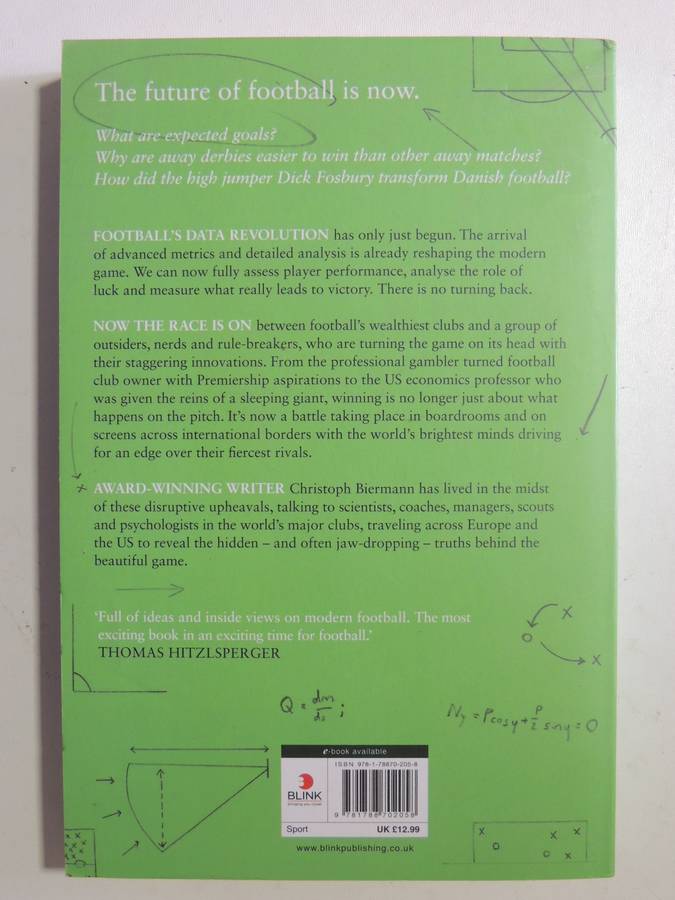 The future of football is now.
What are expected goals?
Why are away derbies easier to win than other away matches?
How did the high jumper Dick Fosbury transform Danish football?
FOOTBALL'S DATA REVOLUTION has only just begun. The arrival
of advanced metrics and detailed analysis is already reshaping the modern
game. We can now fully assess player performance, analyse the role of
luck and measure what really leads to victory. There is no turning back.
NOW THE RACE IS ON between football's wealthiest clubs and a group of
outsiders, nerds and rule-breakers, who are turning the game on its head with
their staggering innovations. From the professional gambler turned football
club owner with Premiership aspirations to the US economics professor who
was given the reins of a sleeping giant, winning is no longer just about what
happens on the pitch. It's now a battle taking place in boardrooms and on
screens across international borders with the world's brightest minds driving
for an edge over their fiercest rivals.
AWARD-WINNING WRITER Christoph Biermann has lived in the midst
of these disruptive upheavals, talking to scientists, coaches, managers, scouts
and psychologists in the world's major clubs, traveling across Europe and
the US to reveal the hidden – and often jaw-dropping – truths behind the
beautiful game.
'Full of ideas and inside views on modern football. The most
exciting book in an exciting time for football.'
THOMAS HITZLSPERGER
e-book available
ISBN 978-1-78870-205-8
BLINK
bringing you closer
9 781788 702058
Sport
UK £12.99
www.blinkpublishing.co.uk